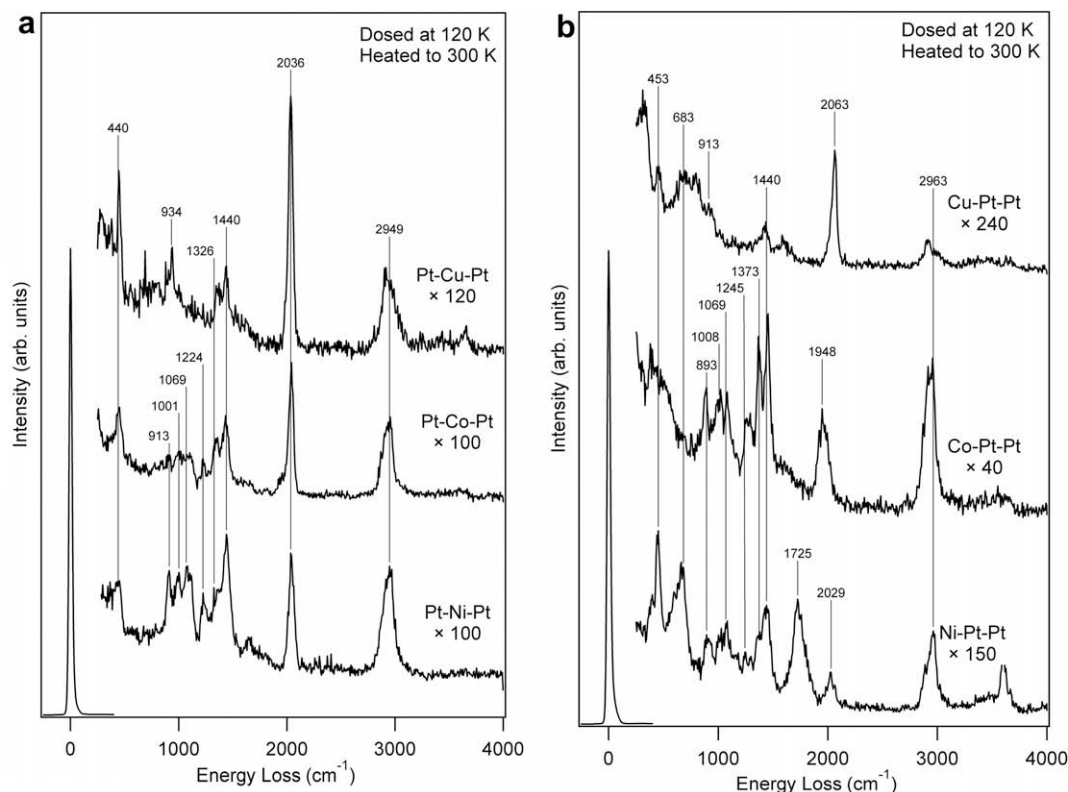 a
Dosed at 120 K
Heated to 300 K
2036
440
934
1326
1440
2949
Pt-Cu-Pt
× 120
1224
1069
1001
913
Pt-Co-Pt
× 100
Pt-Ni-Pt
× 100
Intensity (arb. units)
0 1000 2000 3000 4000
Energy Loss (cm⁻¹)
b
Dosed at 120 K
Heated to 300 K
453
683
913
2063
1440
2963
Cu-Pt-Pt
× 240
1373
1245
1069
1008
893
1948
Co-Pt-Pt
× 40
1725
2029
Ni-Pt-Pt
× 150
Intensity (arb. units)
0 1000 2000 3000 4000
Energy Loss (cm⁻¹)